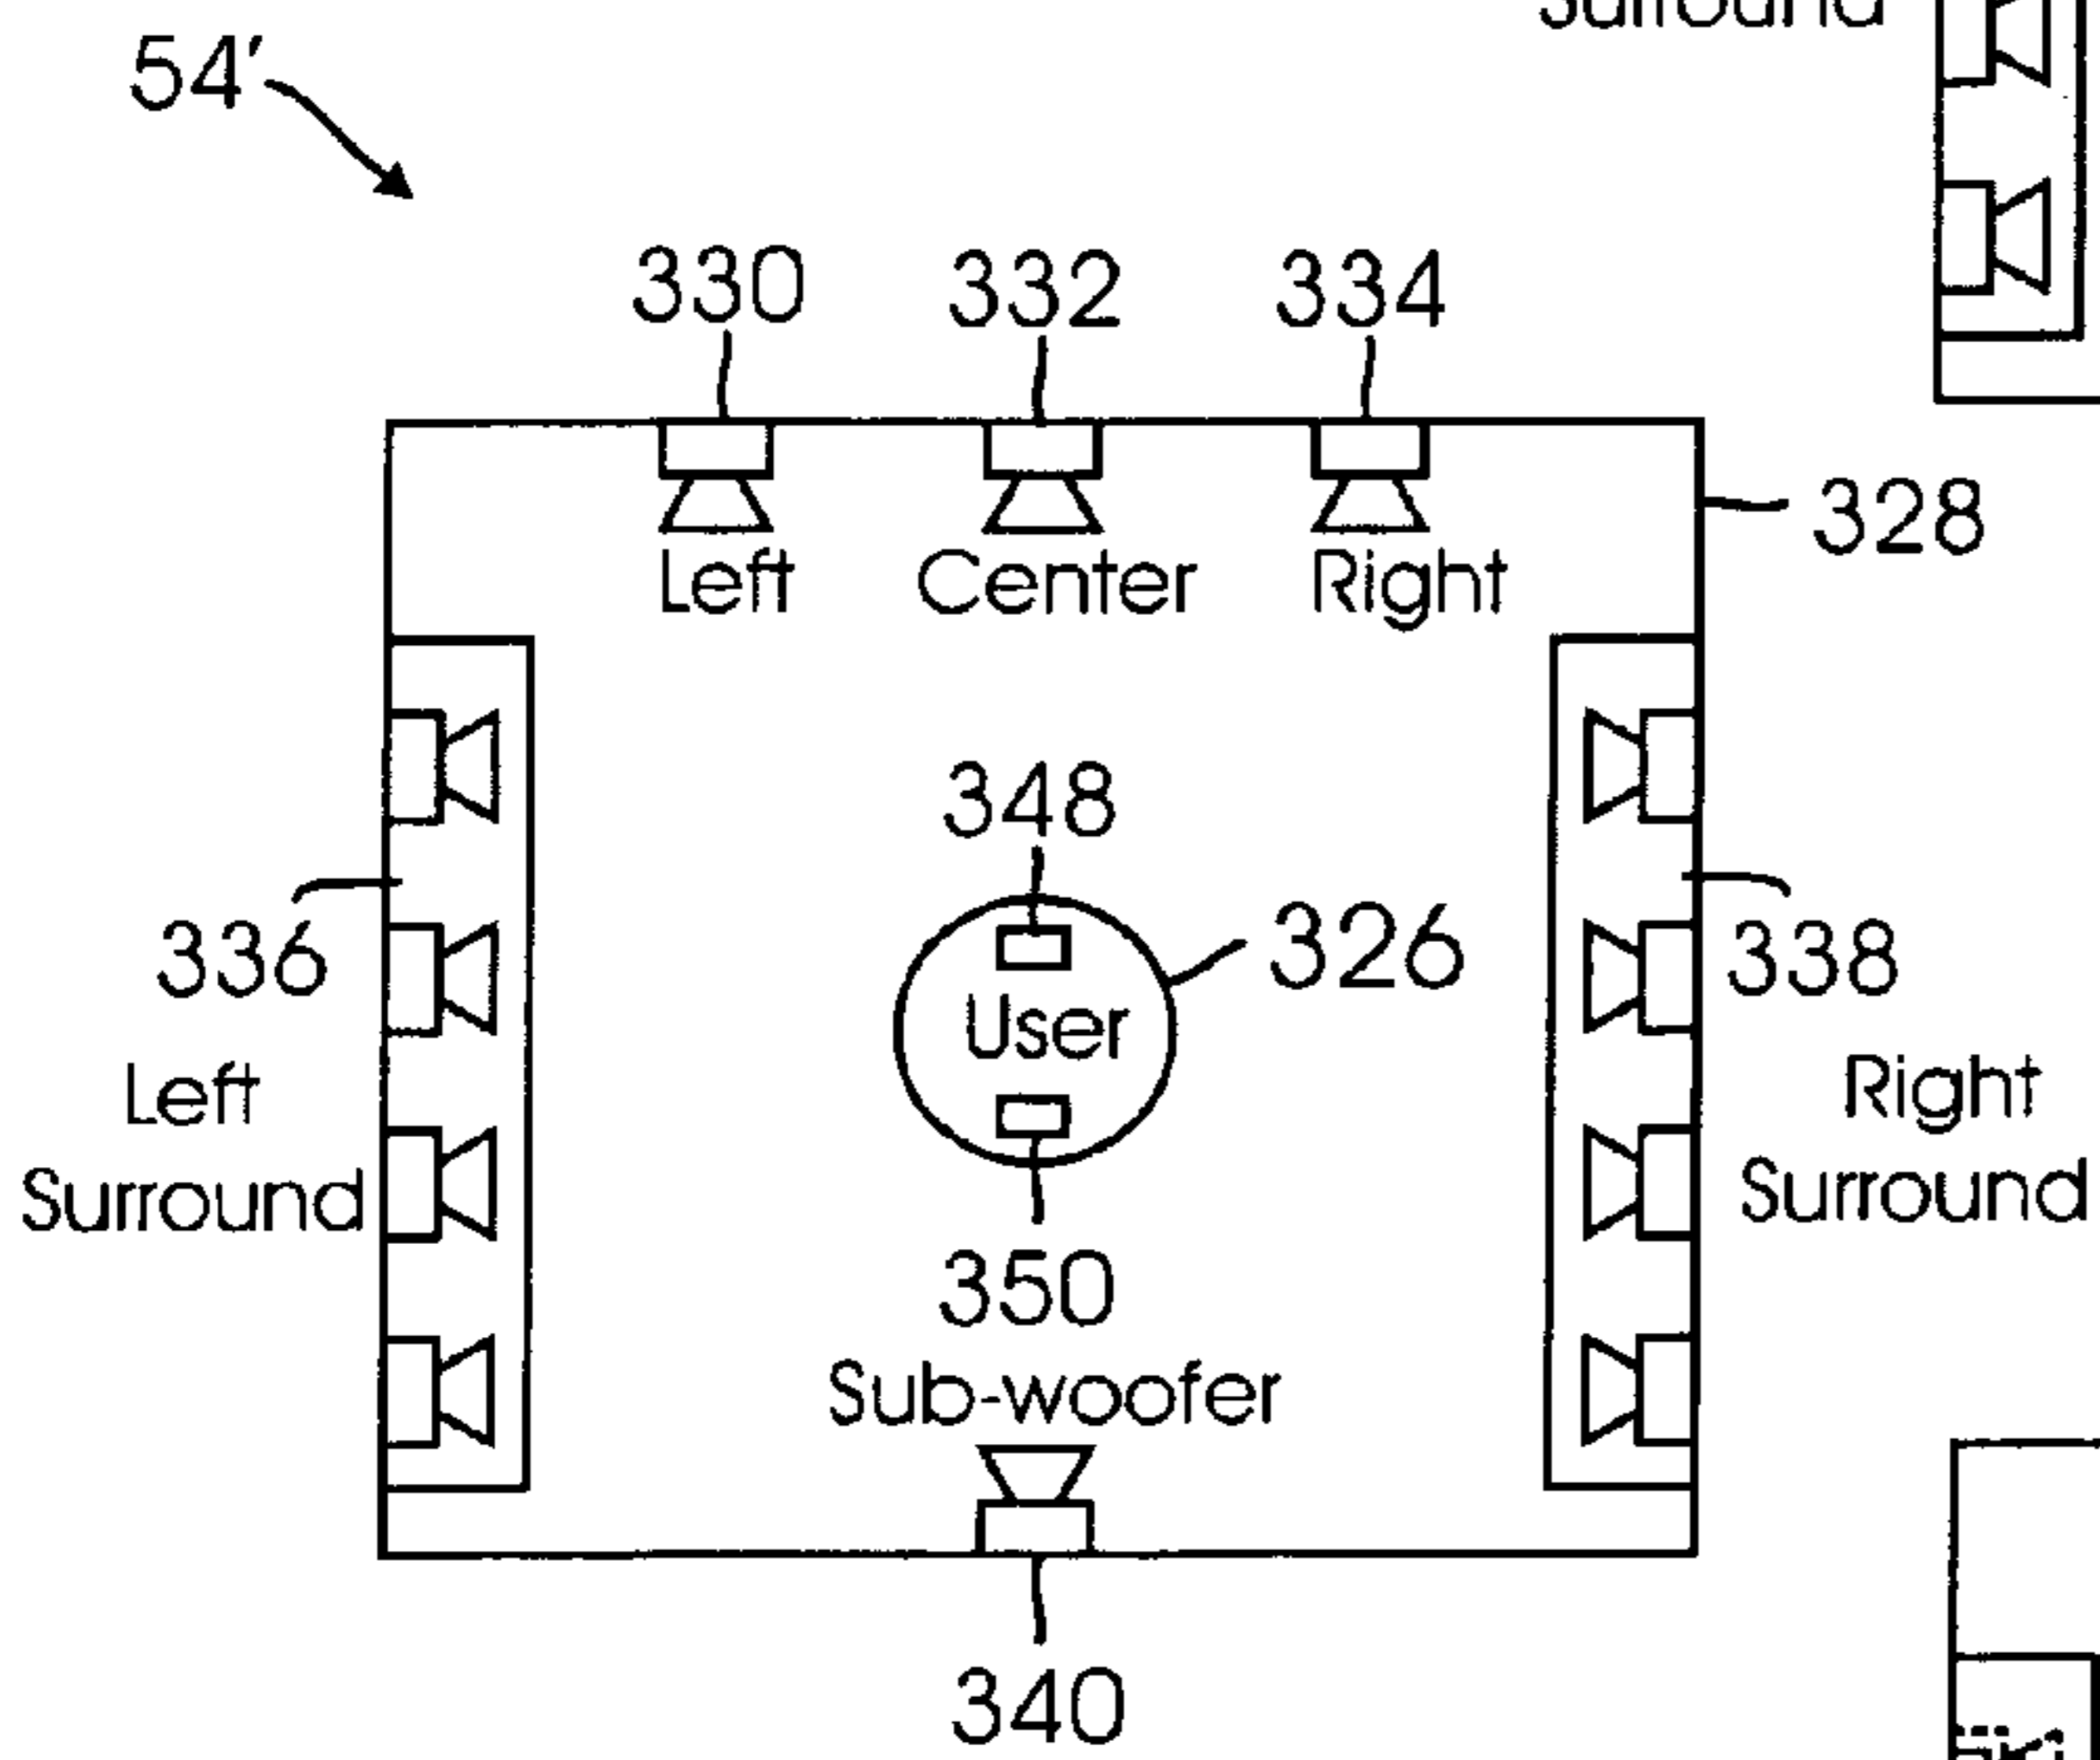 Surround
54'
330 332 334
328
Left Center Right
348
336 326 338
User
Left Right
Surround Surround
350
Sub-woofer
340